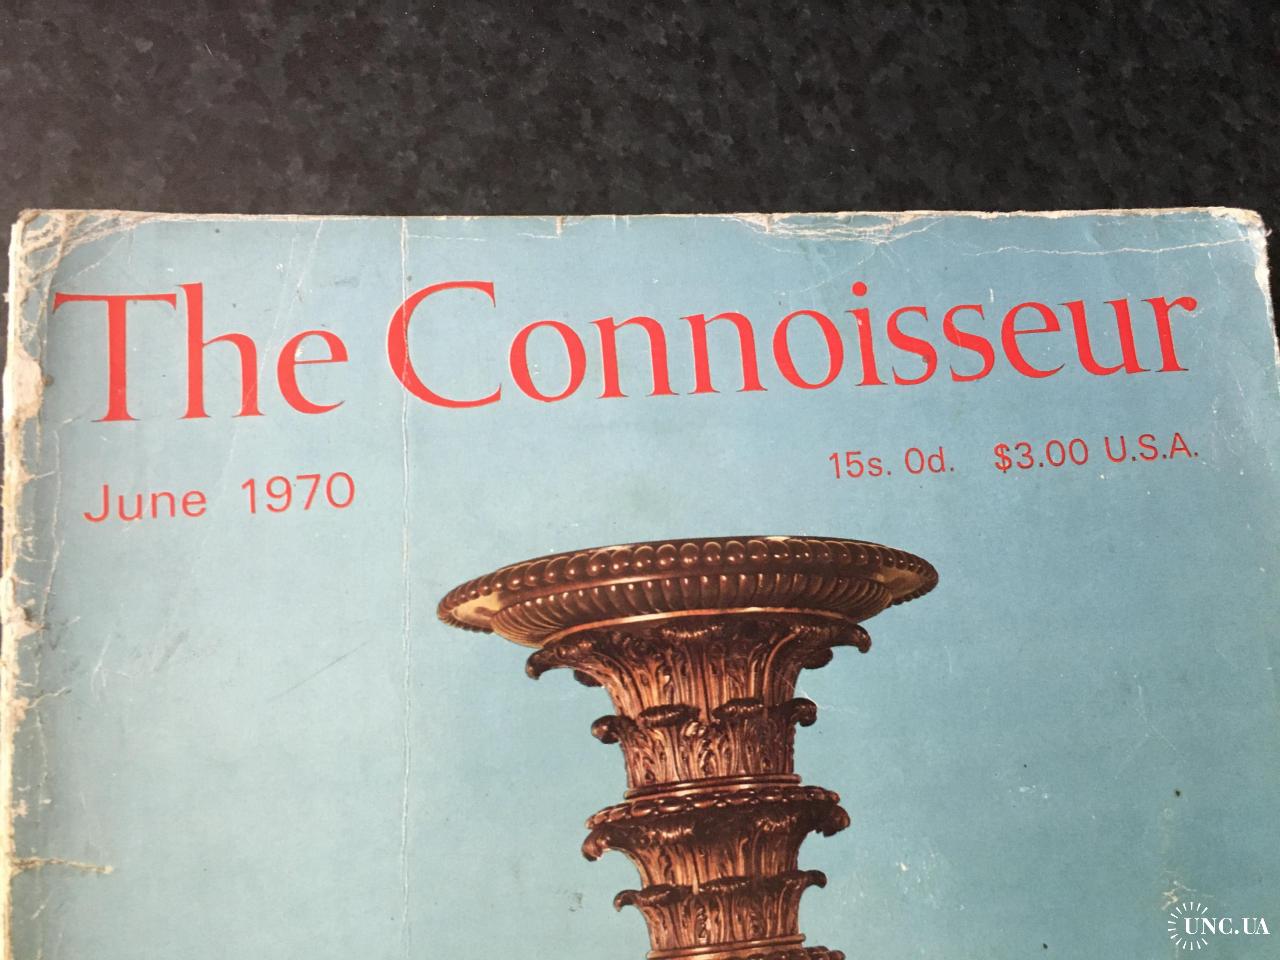 The Connoisseur
June 1970
15s. 0d. $3.00 U.S.A.
UNC.UA